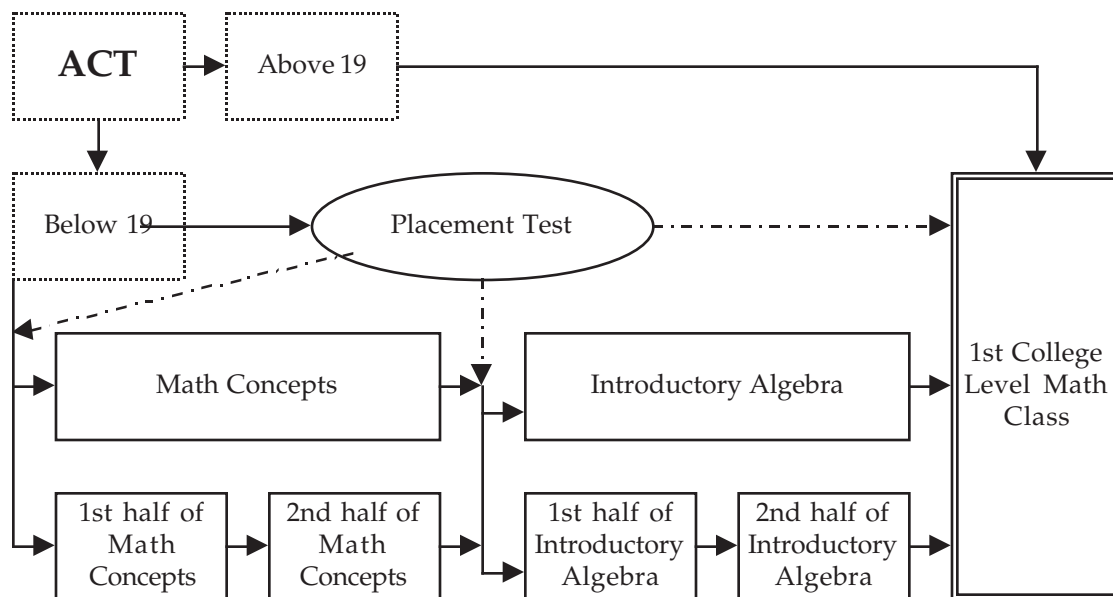 ACT
Above 19
Below 19
Placement Test
Math Concepts
Introductory Algebra
1st College
Level Math
Class
1st half of
Math
Concepts
2nd half of
Math
Concepts
1st half of
Introductory
Algebra
2nd half of
Introductory
Algebra